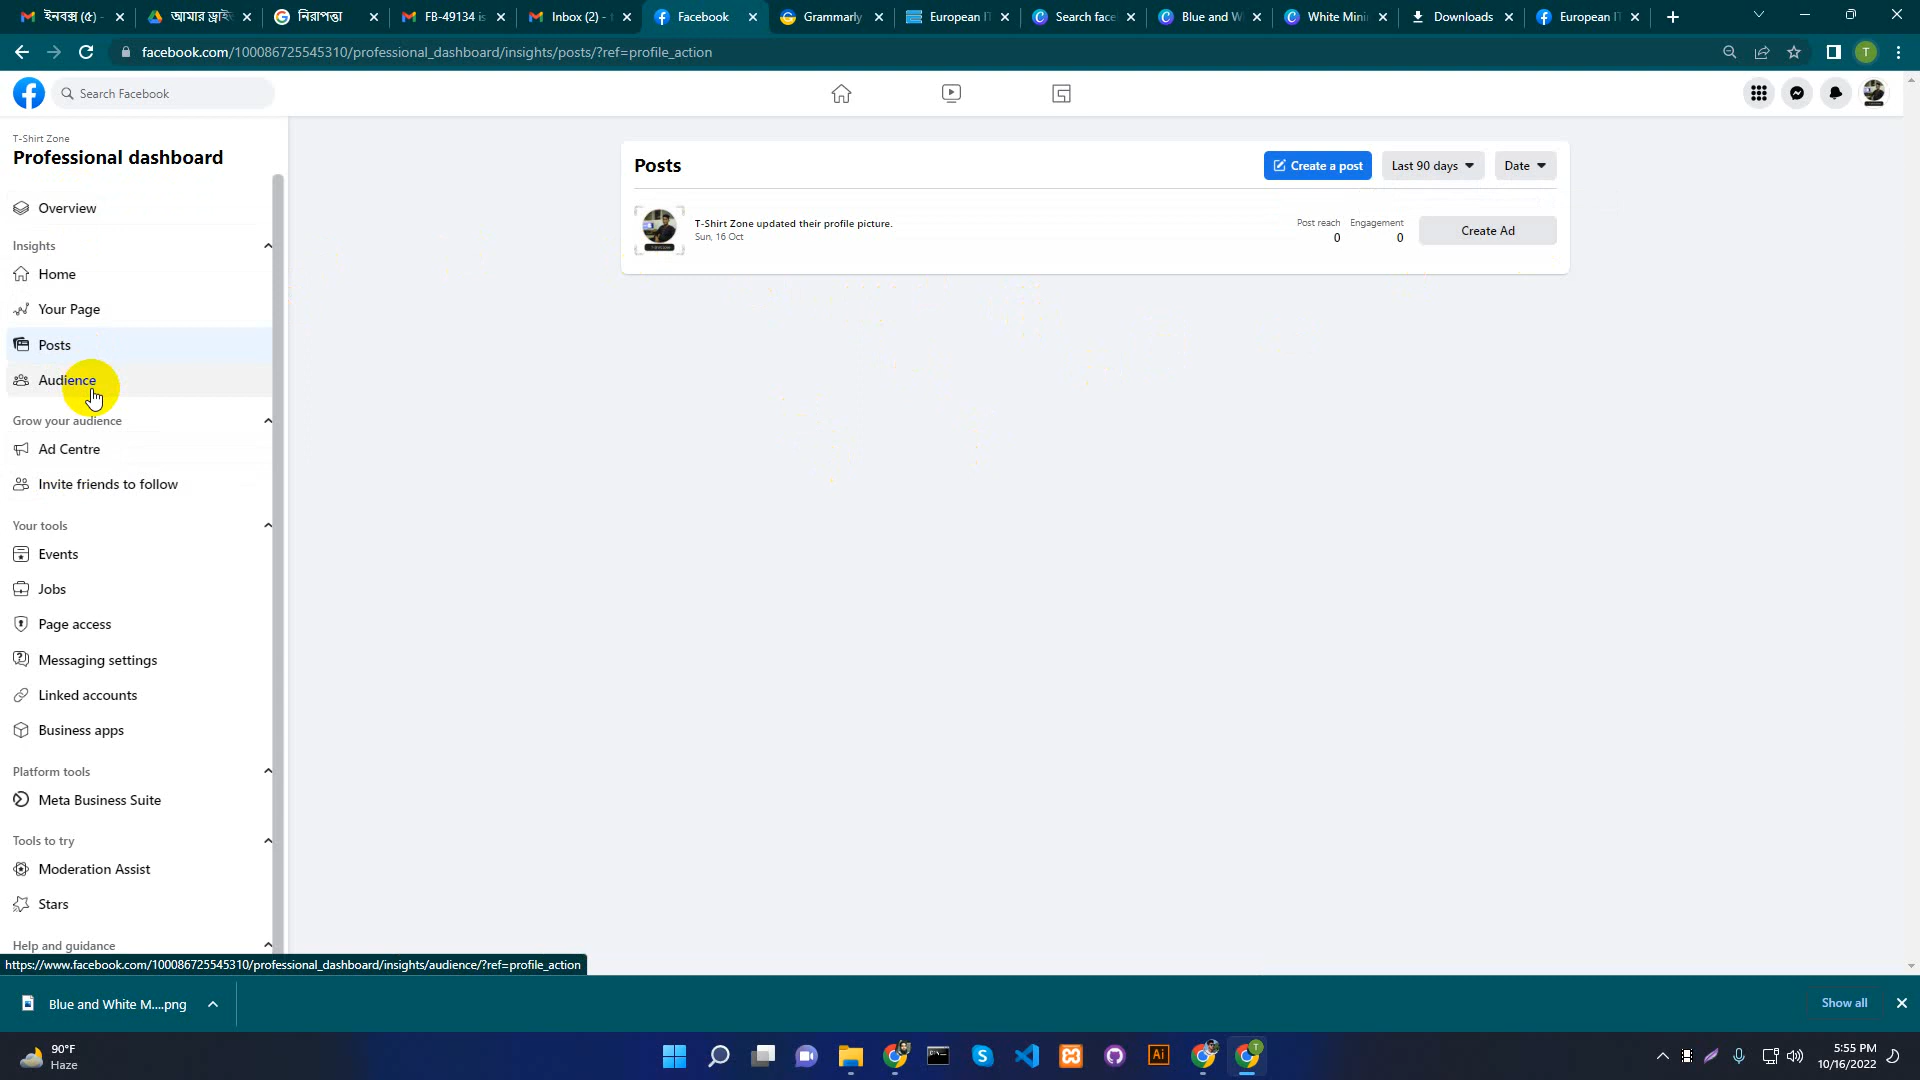 ইনবক্স (৫)
আমার ড্রাইভ
নিরাপত্তা
FB-49134 is
Inbox (2) -
Facebook
Grammarly
European I
Search face
Blue and W
White Mini
Downloads
European I
facebook.com/100086725545310/professional_dashboard/insights/posts/?ref=profile_action
T
Search Facebook
T-Shirt Zone
Professional dashboard
Overview
Insights
Home
Your Page
Posts
Audience
Grow your audience
Ad Centre
Invite friends to follow
Your tools
Events
Jobs
Page access
Messaging settings
Linked accounts
Business apps
Platform tools
Meta Business Suite
Tools to try
Moderation Assist
Stars
Help and guidance
Posts
Create a post
Last 90 days
Date
T-Shirt Zone updated their profile picture.
Sun, 16 Oct
Post reach
0
Engagement
0
Create Ad
https://www.facebook.com/100086725545310/professional_dashboard/insights/audience/?ref=profile_action
Blue and White M....png
Show all
90°F
Haze
5:55 PM
10/16/2022